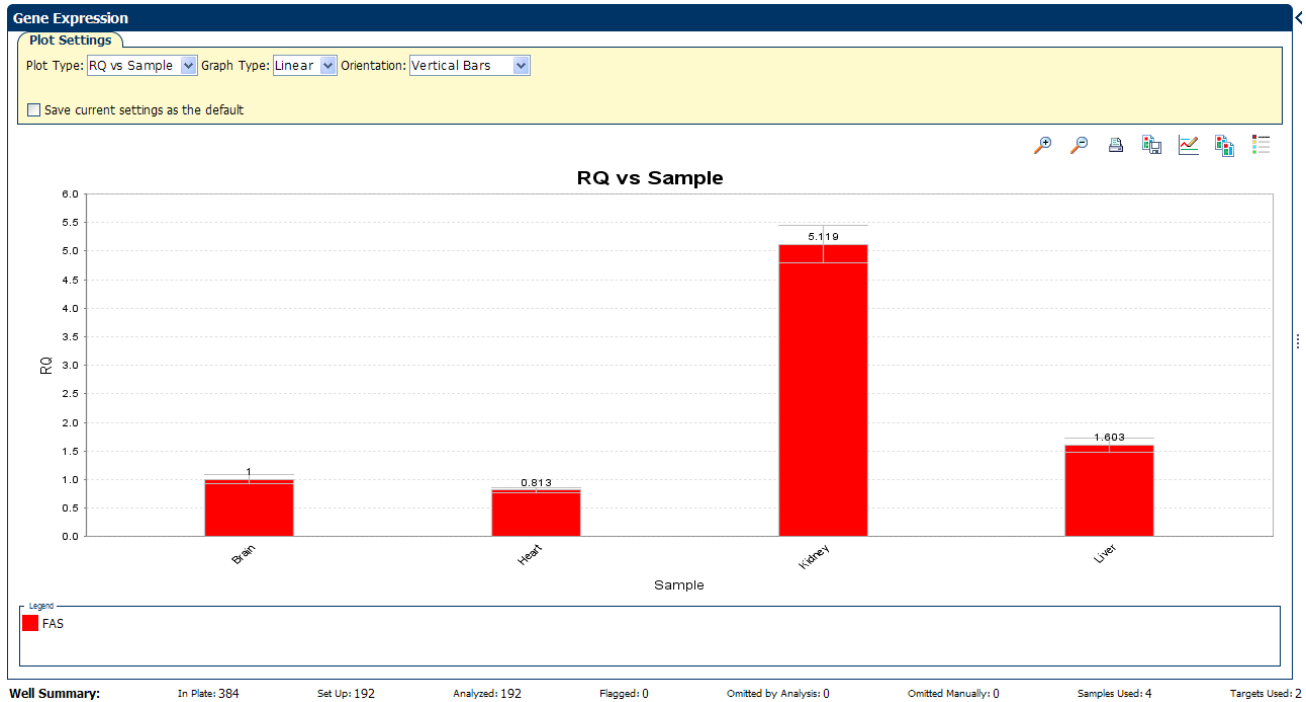 Gene Expression
Plot Settings
Plot Type: RQ vs Sample Graph Type: Linear Orientation: Vertical Bars
Save current settings as the default
RQ vs Sample
6.0
5.5
5.0
4.5
4.0
3.5
3.0
2.5
2.0
1.5
1.0
0.5
0.0
RQ
1
0.813
5.119
1.603
Brain
Heart
Kidney
Liver
Sample
Legend
FAS
Well Summary: In Plate: 384 Set Up: 192 Analyzed: 192 Flagged: 0 Omitted by Analysis: 0 Omitted Manually: 0 Samples Used: 4 Targets Used: 2